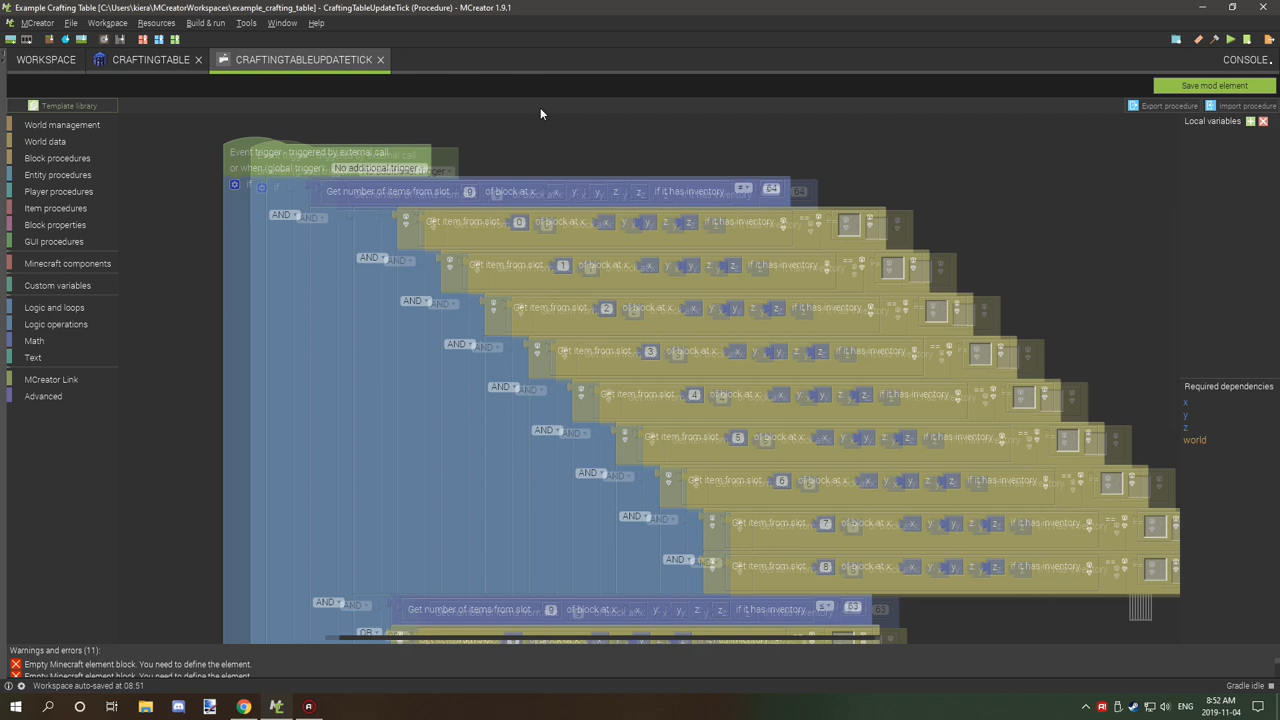 Example Crafting Table [C:\Users\kiera\MCreatorWorkspaces\example_crafting_table] - CraftingTableUpdateTick (Procedure) - MCreator 1.9.1
MCreator File Workspace Resources Build & run Tools Window Help
WORKSPACE CRAFTINGTABLE CRAFTINGTABLEUPDATETICK CONSOLE
Save mod element
Template library Export procedure Import procedure
World management
World data
Block procedures
Entity procedures
Player procedures
Item procedures
Block properties
GUI procedures
Minecraft components
Custom variables
Logic and loops
Logic operations
Math
Text
MCreator Link
Advanced
Local variables
Required dependencies
x
y
z
world
Event trigger - triggered by external call
or when (global trigger): No additional trigger
if Get number of items from slot 9 of block at x: x y: y z: z if it has inventory = 64
AND Get item from slot 0 of block at x: x y: y z: z if it has inventory ==
AND Get item from slot 1 of block at x: x y: y z: z if it has inventory ==
AND Get item from slot 2 of block at x: x y: y z: z if it has inventory ==
AND Get item from slot 3 of block at x: x y: y z: z if it has inventory ==
AND Get item from slot 4 of block at x: x y: y z: z if it has inventory ==
AND Get item from slot 5 of block at x: x y: y z: z if it has inventory ==
AND Get item from slot 6 of block at x: x y: y z: z if it has inventory ==
AND Get item from slot 7 of block at x: x y: y z: z if it has inventory ==
AND Get item from slot 8 of block at x: x y: y z: z if it has inventory ==
AND Get number of items from slot 9 of block at x: x y: y z: z if it has inventory ≤ 63
OR
Warnings and errors (11):
Empty Minecraft element block. You need to define the element.
Empty Minecraft element block. You need to define the element.
Workspace auto-saved at 08:51 Gradle idle
ENG 8:52 AM
2019-11-04